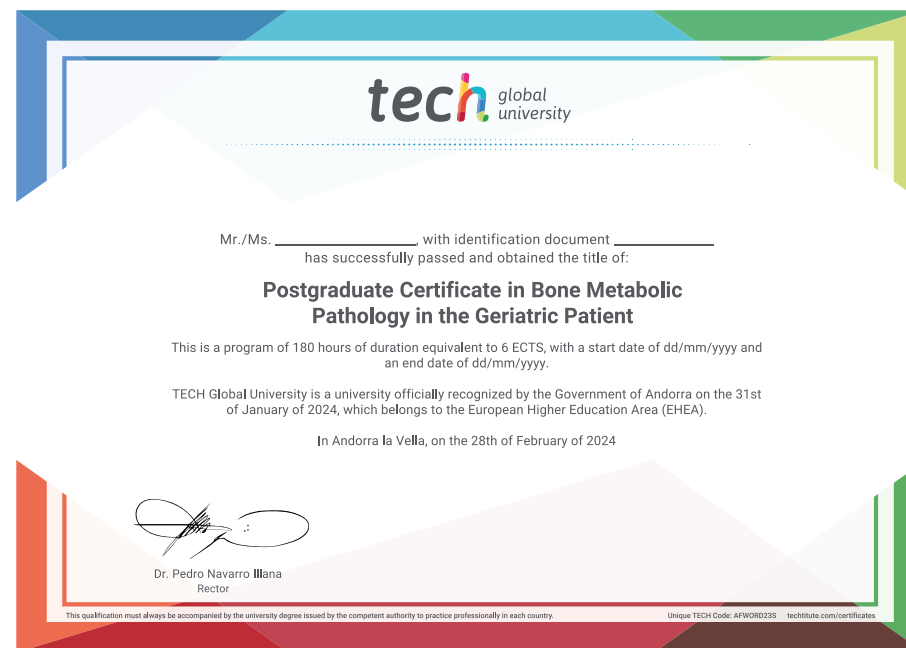 tech global university
Mr./Ms. ____________, with identification document ____________
has successfully passed and obtained the title of:
Postgraduate Certificate in Bone Metabolic
Pathology in the Geriatric Patient
This is a program of 180 hours of duration equivalent to 6 ECTS, with a start date of dd/mm/yyyy and
an end date of dd/mm/yyyy.
TECH Global University is a university officially recognized by the Government of Andorra on the 31st
of January of 2024, which belongs to the European Higher Education Area (EHEA).
In Andorra la Vella, on the 28th of February of 2024
Dr. Pedro Navarro Illana
Rector
This qualification must always be accompanied by the university degree issued by the competent authority to practice professionally in each country. Unique TECH Code: AFWORD23S techtitute.com/certificates